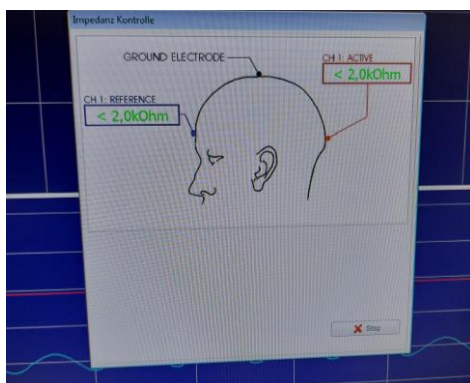 Impedanz Kontrolle
GROUND ELECTRODE
CH 1: ACTIVE
< 2,0kOhm
CH 1: REFERENCE
< 2,0kOhm
Stop